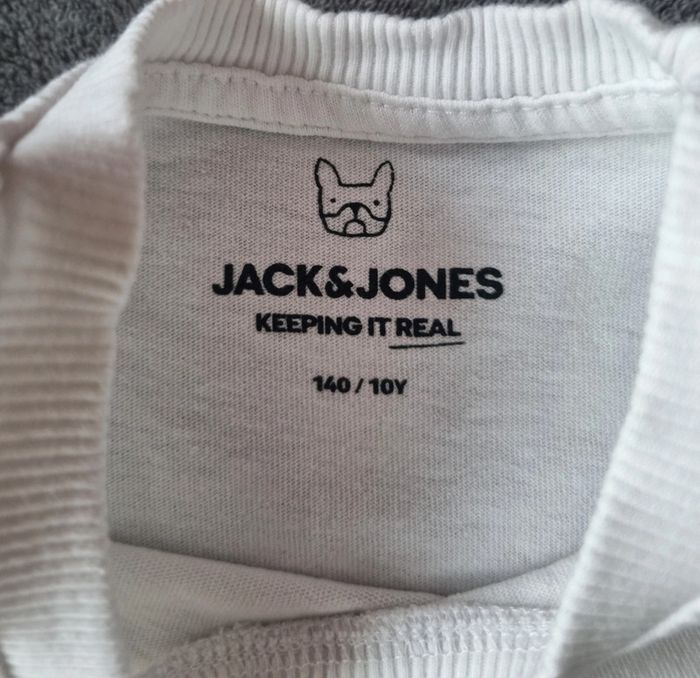 JACK&JONES
KEEPING IT REAL
140 / 10Y